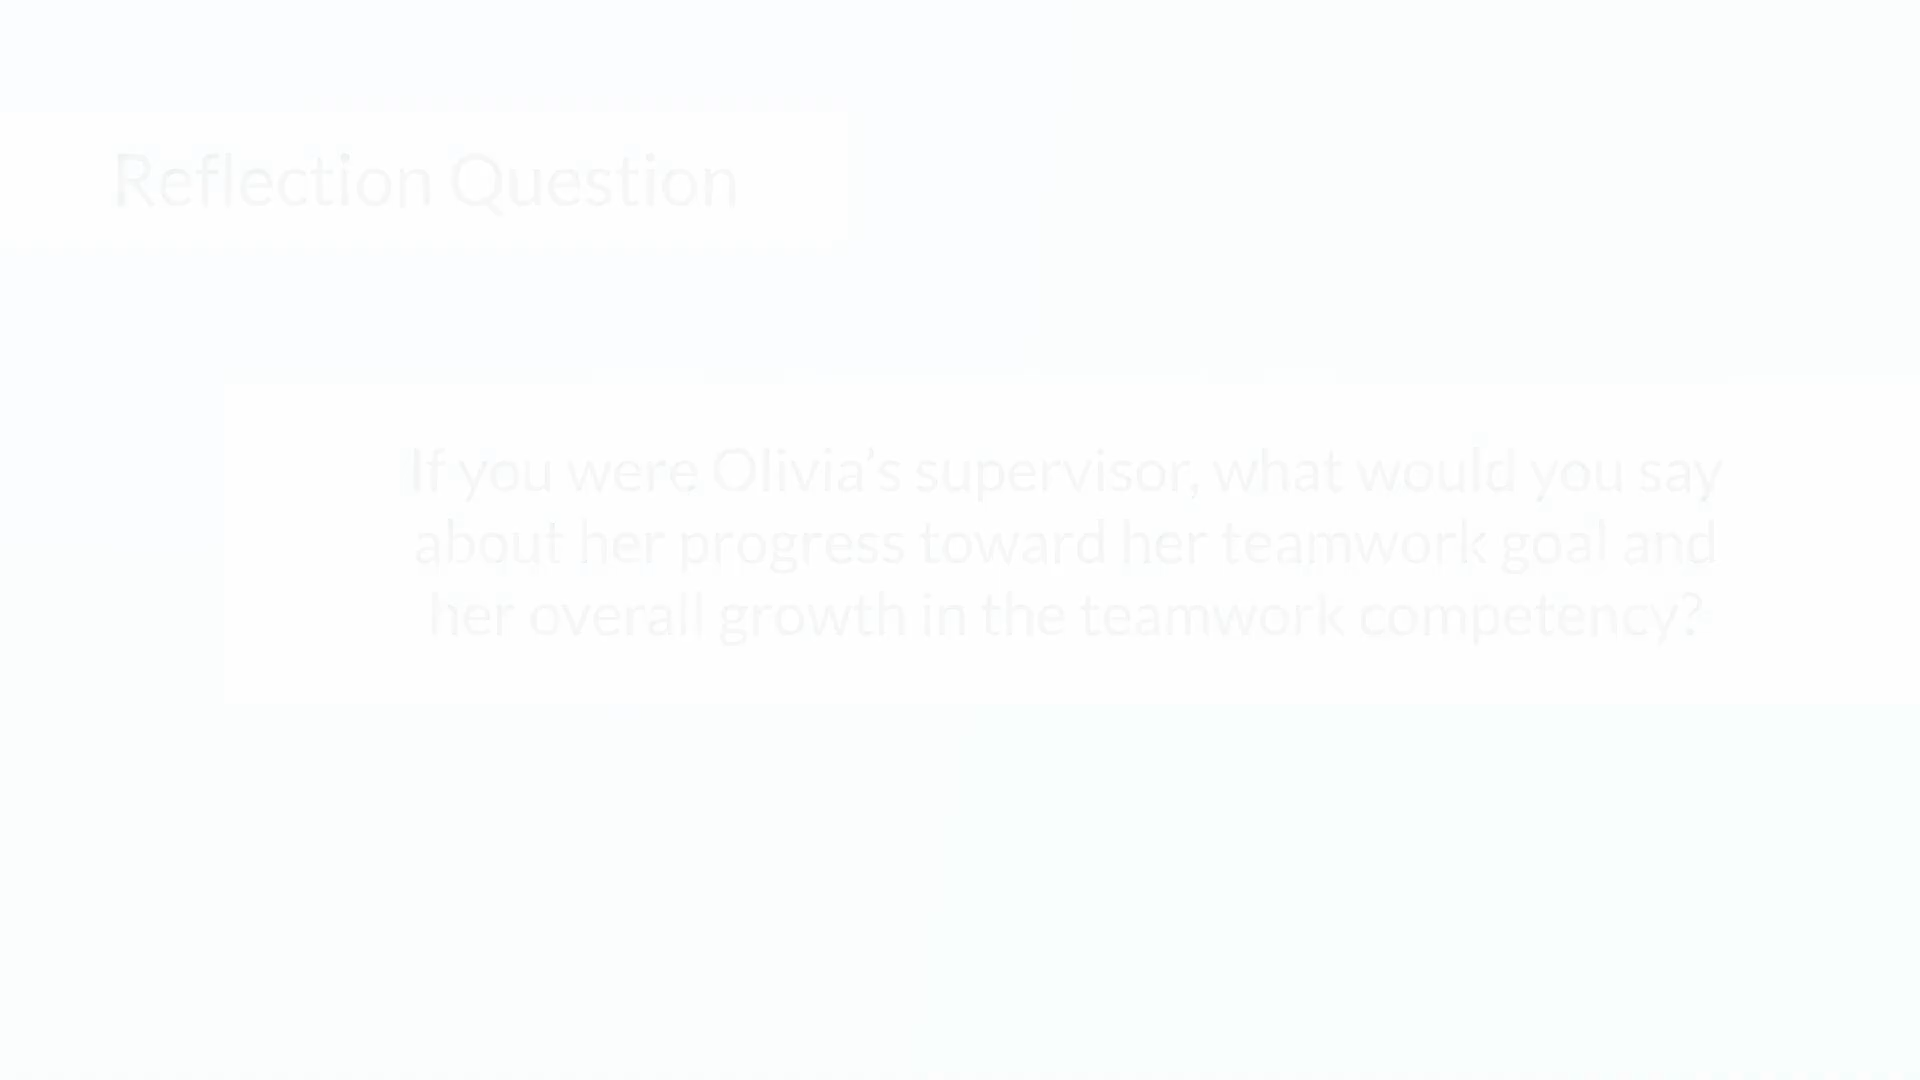 Reflection Question
If you were Olivia's supervisor, what would you say
about her progress toward her teamwork goal and
her overall growth in the teamwork competency?